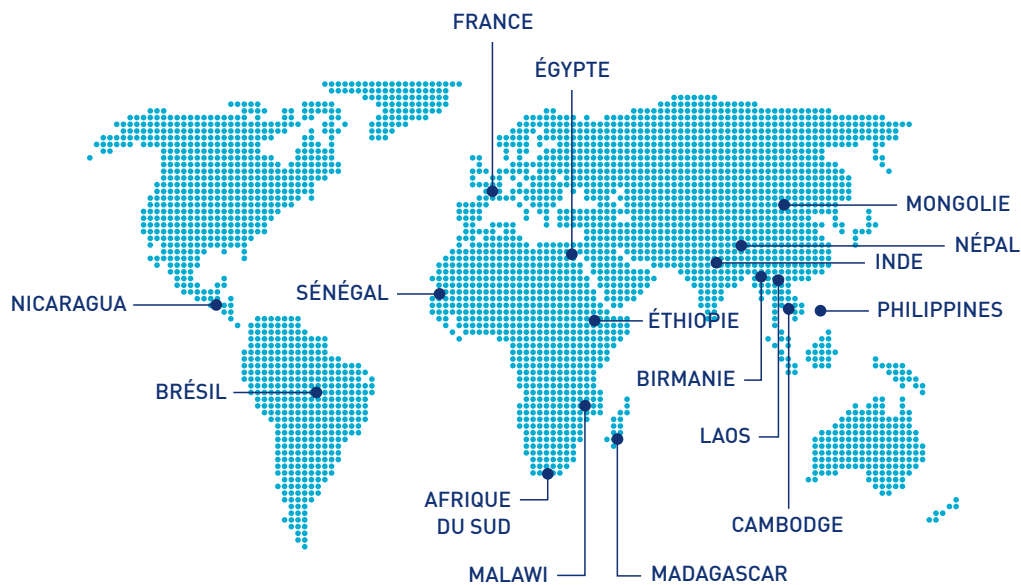 FRANCE
ÉGYPTE
MONGOLIE
NÉPAL
INDE
SÉNÉGAL
NICARAGUA
PHILIPPINES
ÉTHIOPIE
BIRMANIE
BRÉSIL
LAOS
AFRIQUE
DU SUD
CAMBODGE
MALAWI
MADAGASCAR